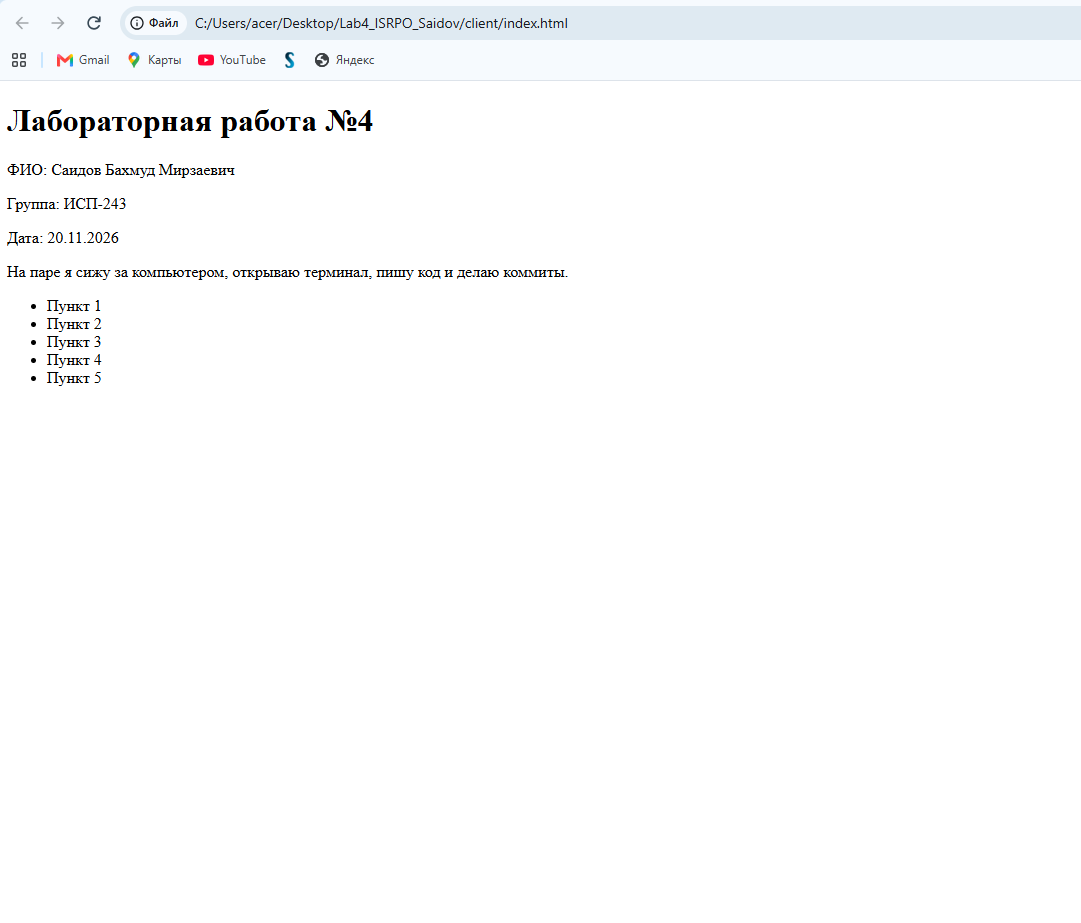 Файл C:/Users/acer/Desktop/Lab4_ISRPO_Saidov/client/index.html
Gmail Карты YouTube Яндекс
Лабораторная работа №4
ФИО: Саидов Бахмуд Мирзаевич
Группа: ИСП-243
Дата: 20.11.2026
На паре я сижу за компьютером, открываю терминал, пишу код и делаю коммиты.
Пункт 1
Пункт 2
Пункт 3
Пункт 4
Пункт 5